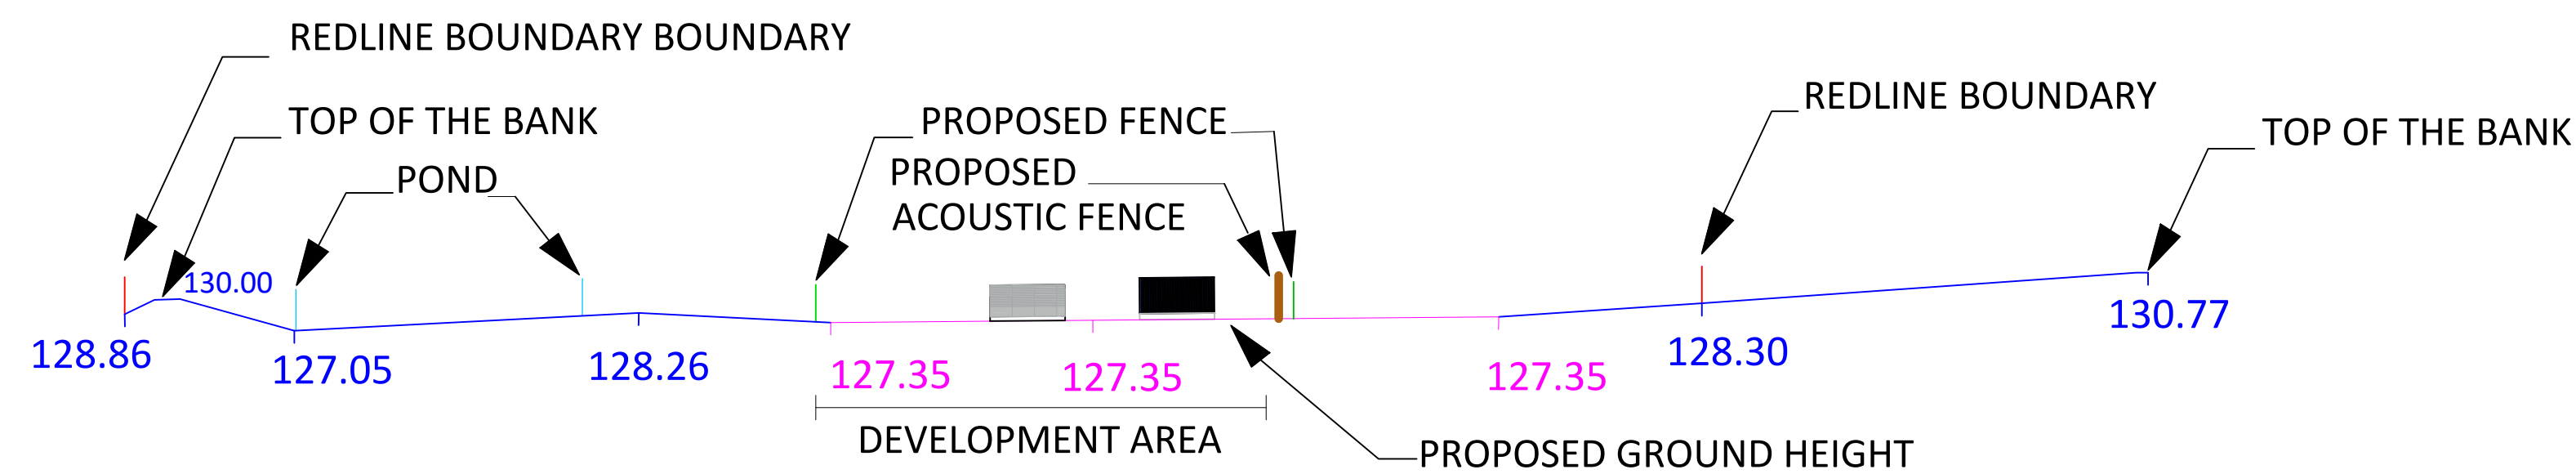 REDLINE BOUNDARY BOUNDARY
TOP OF THE BANK
POND
PROPOSED FENCE
PROPOSED
ACOUSTIC FENCE
REDLINE BOUNDARY
TOP OF THE BANK
130.00
128.86
127.05
128.26
127.35
127.35
127.35
128.30
130.77
DEVELOPMENT AREA
PROPOSED GROUND HEIGHT